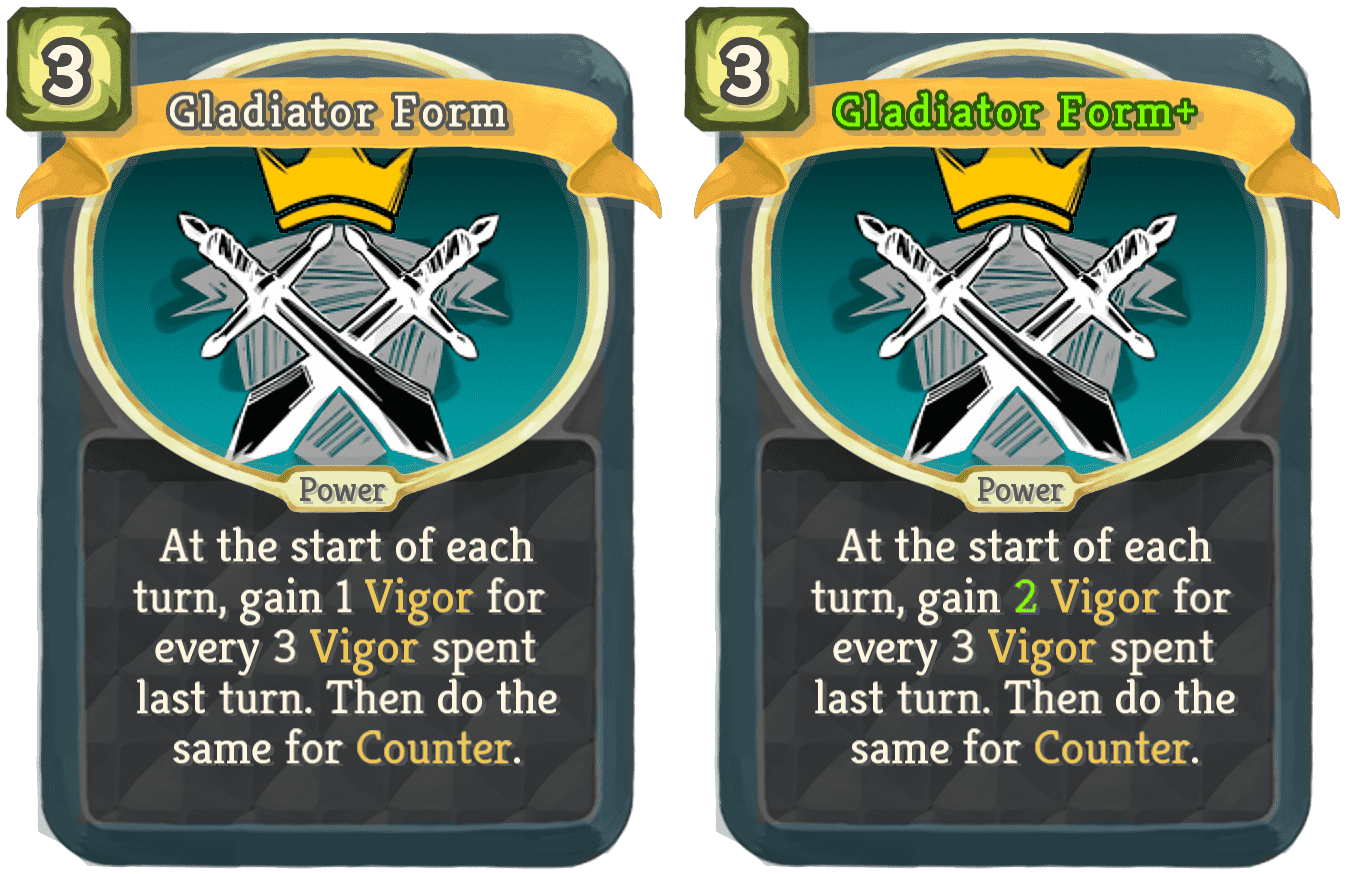 3
Gladiator Form
Power
At the start of each
turn, gain 1 Vigor for
every 3 Vigor spent
last turn. Then do the
same for Counter.
3
Gladiator Form+
Power
At the start of each
turn, gain 2 Vigor for
every 3 Vigor spent
last turn. Then do the
same for Counter.